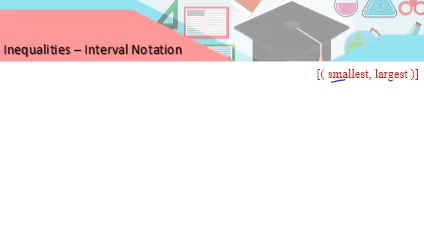 Inequalities – Interval Notation
[( smallest, largest )]